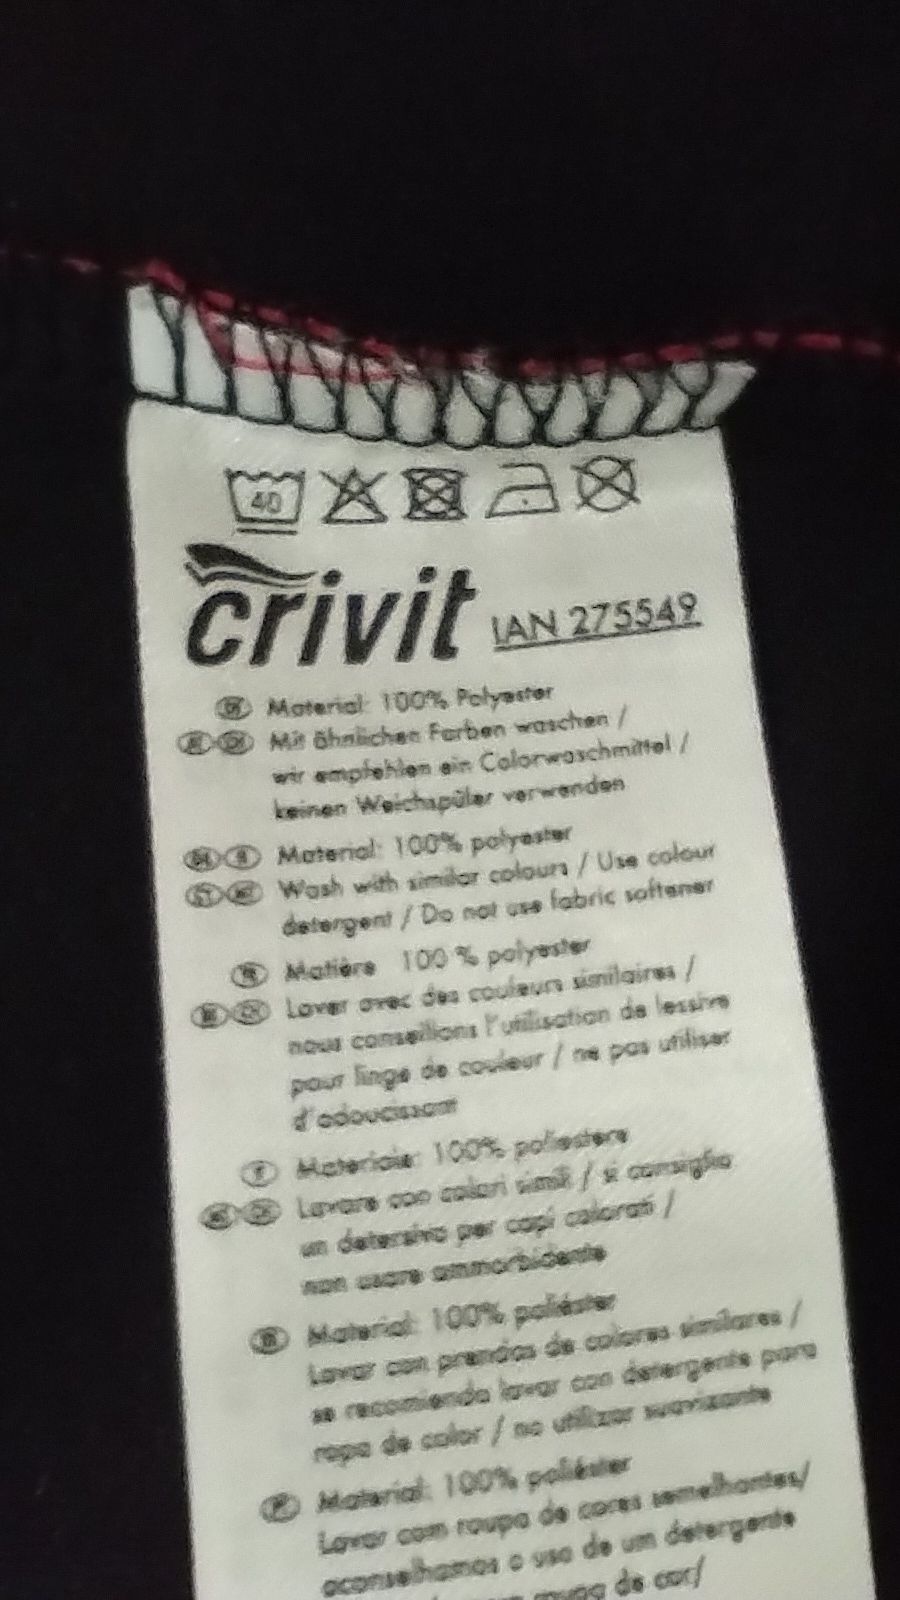 40
crivit IAN 275549
Material: 100% Polyester
Mit ähnlichen Farben waschen /
wir empfehlen ein Colorwaschmittel /
keinen Weichspüler verwenden
Material: 100% polyester
Wash with similar colours / Use colour
detergent / Do not use fabric softener
Matière 100 % polyester
Laver avec des couleurs similaires /
nous conseillons l'utilisation de lessive
pour linge de couleur / ne pas utiliser
d'adoucissant
Materiale: 100% poliestere
Lavare con colori simili / si consiglia
un detersivo per capi colorati /
non usare ammorbidente
Material: 100% poliéster
Lavar con prendas de colores similares /
se recomienda lavar con detergente para
ropa de color / no utilizar suavizante
Material: 100% poliéster
Lavar com roupa de cores semelhantes/
aconselhamos o uso de um detergente
roupa de cor/